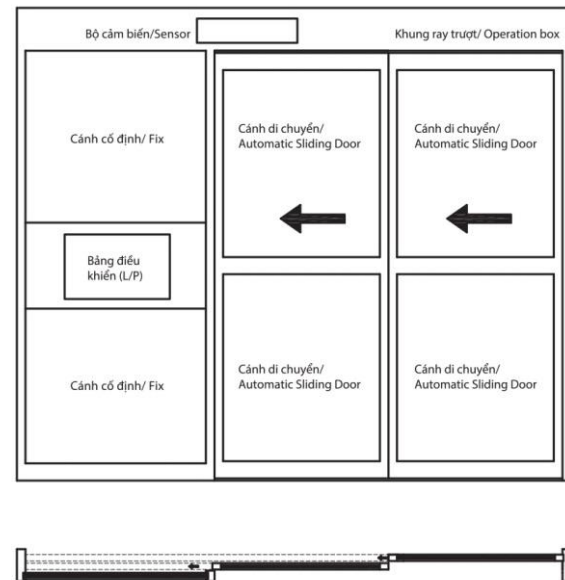 Bộ cảm biến/Sensor
Khung ray trượt/ Operation box
Cánh cố định/ Fix
Cánh di chuyển/
Automatic Sliding Door
Cánh di chuyển/
Automatic Sliding Door
Bảng điều
khiển (L/P)
Cánh cố định/ Fix
Cánh di chuyển/
Automatic Sliding Door
Cánh di chuyển/
Automatic Sliding Door